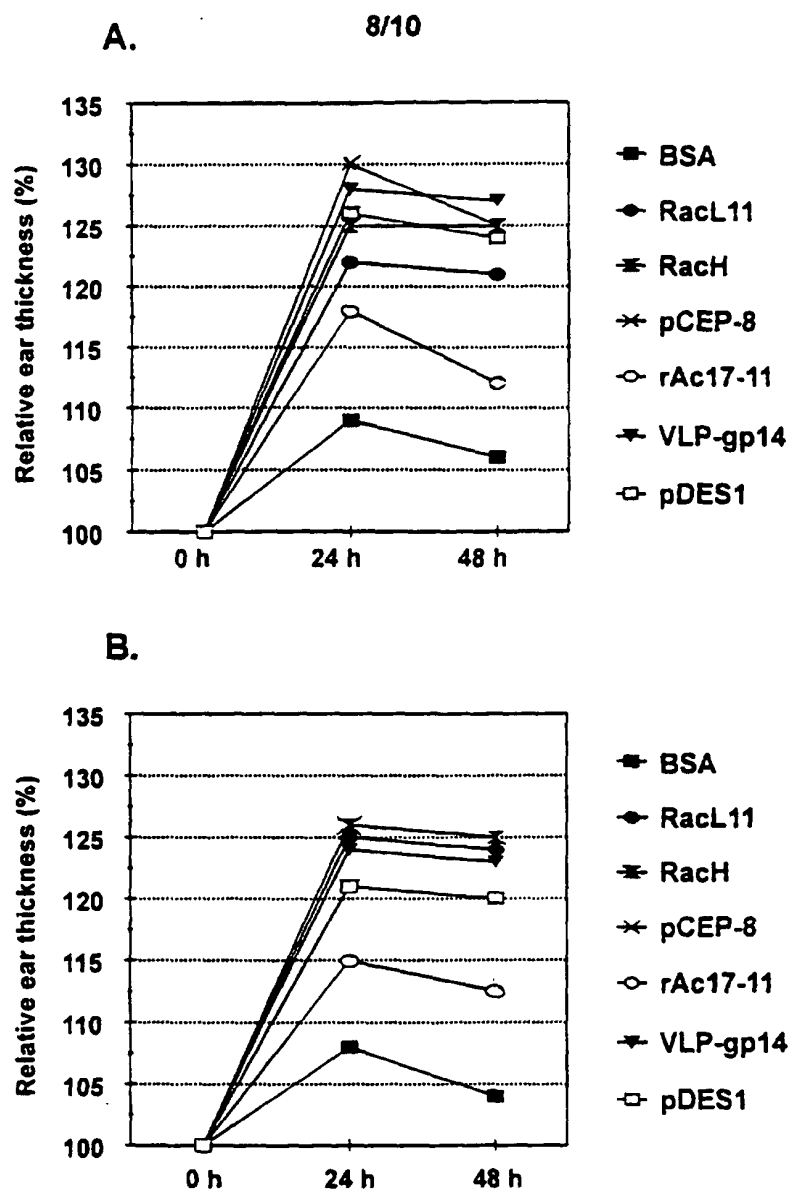 8/10
A.
Relative ear thickness (%)
135
130
125
120
115
110
105
100
0 h 24 h 48 h
BSA
RacL11
RacH
pCEP-8
rAc17-11
VLP-gp14
pDES1
B.
Relative ear thickness (%)
135
130
125
120
115
110
105
100
0 h 24 h 48 h
BSA
RacL11
RacH
pCEP-8
rAc17-11
VLP-gp14
pDES1